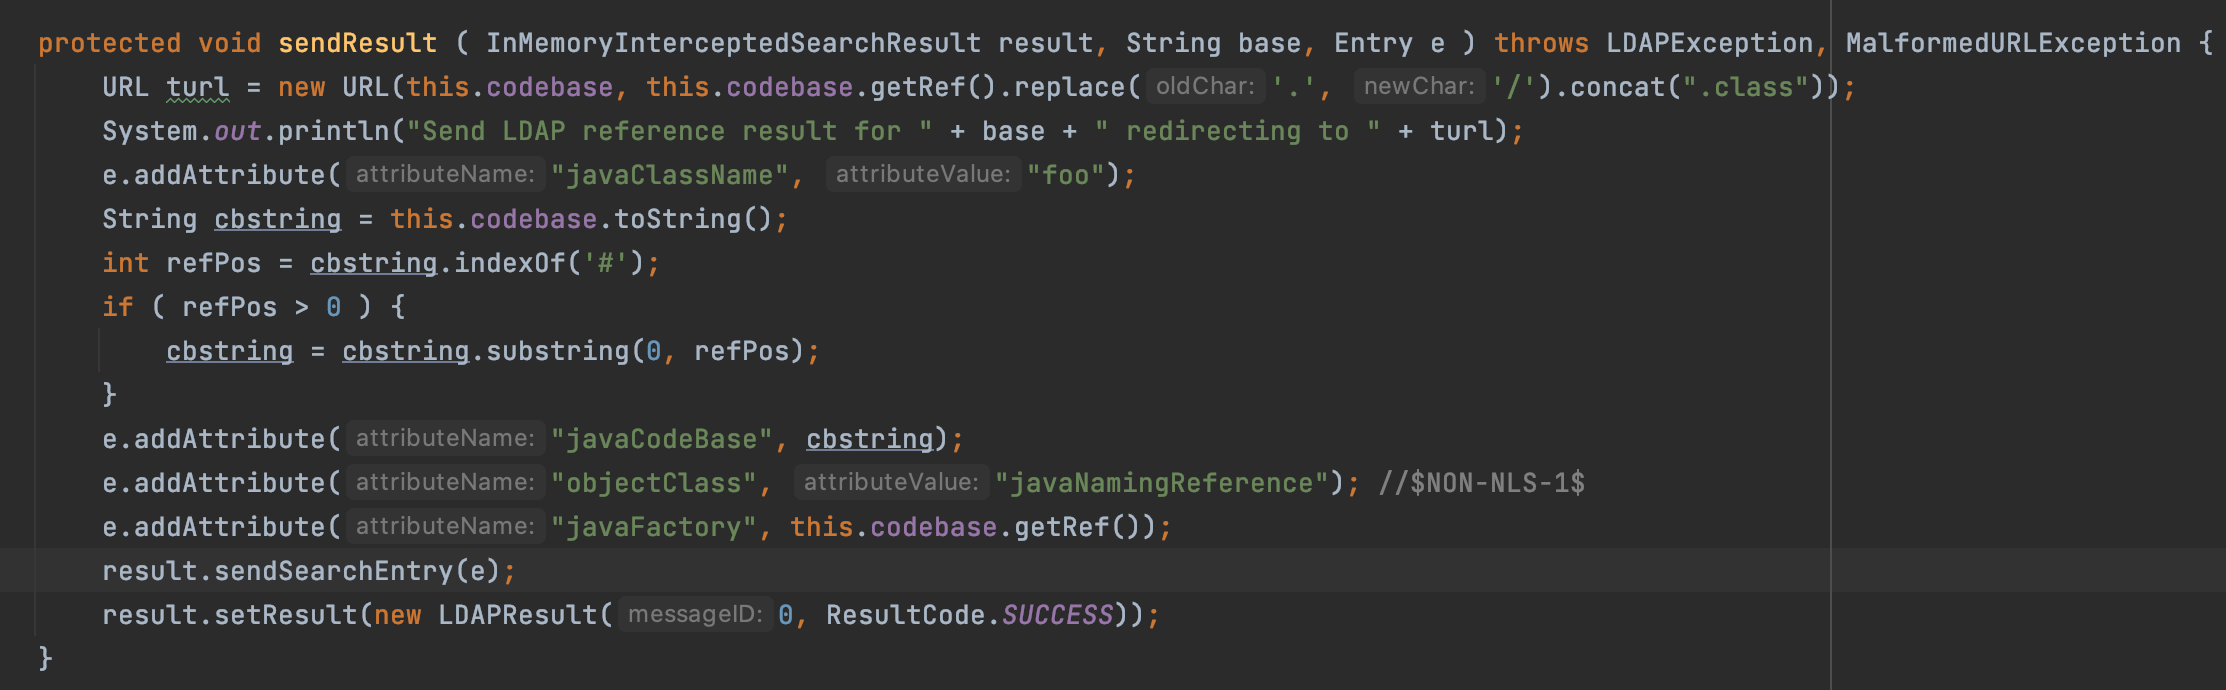 protected void sendResult ( InMemoryInterceptedSearchResult result, String base, Entry e ) throws LDAPException, MalformedURLException {
    URL turl = new URL(this.codebase, this.codebase.getRef().replace( oldChar: '.', newChar: '/').concat(".class"));
    System.out.println("Send LDAP reference result for " + base + " redirecting to " + turl);
    e.addAttribute( attributeName: "javaClassName", attributeValue: "foo");
    String cbstring = this.codebase.toString();
    int refPos = cbstring.indexOf('#');
    if ( refPos > 0 ) {
        cbstring = cbstring.substring(0, refPos);
    }
    e.addAttribute( attributeName: "javaCodeBase", cbstring);
    e.addAttribute( attributeName: "objectClass", attributeValue: "javaNamingReference"); //$NON-NLS-1$
    e.addAttribute( attributeName: "javaFactory", this.codebase.getRef());
    result.sendSearchEntry(e);
    result.setResult(new LDAPResult( messageID: 0, ResultCode.SUCCESS));
}